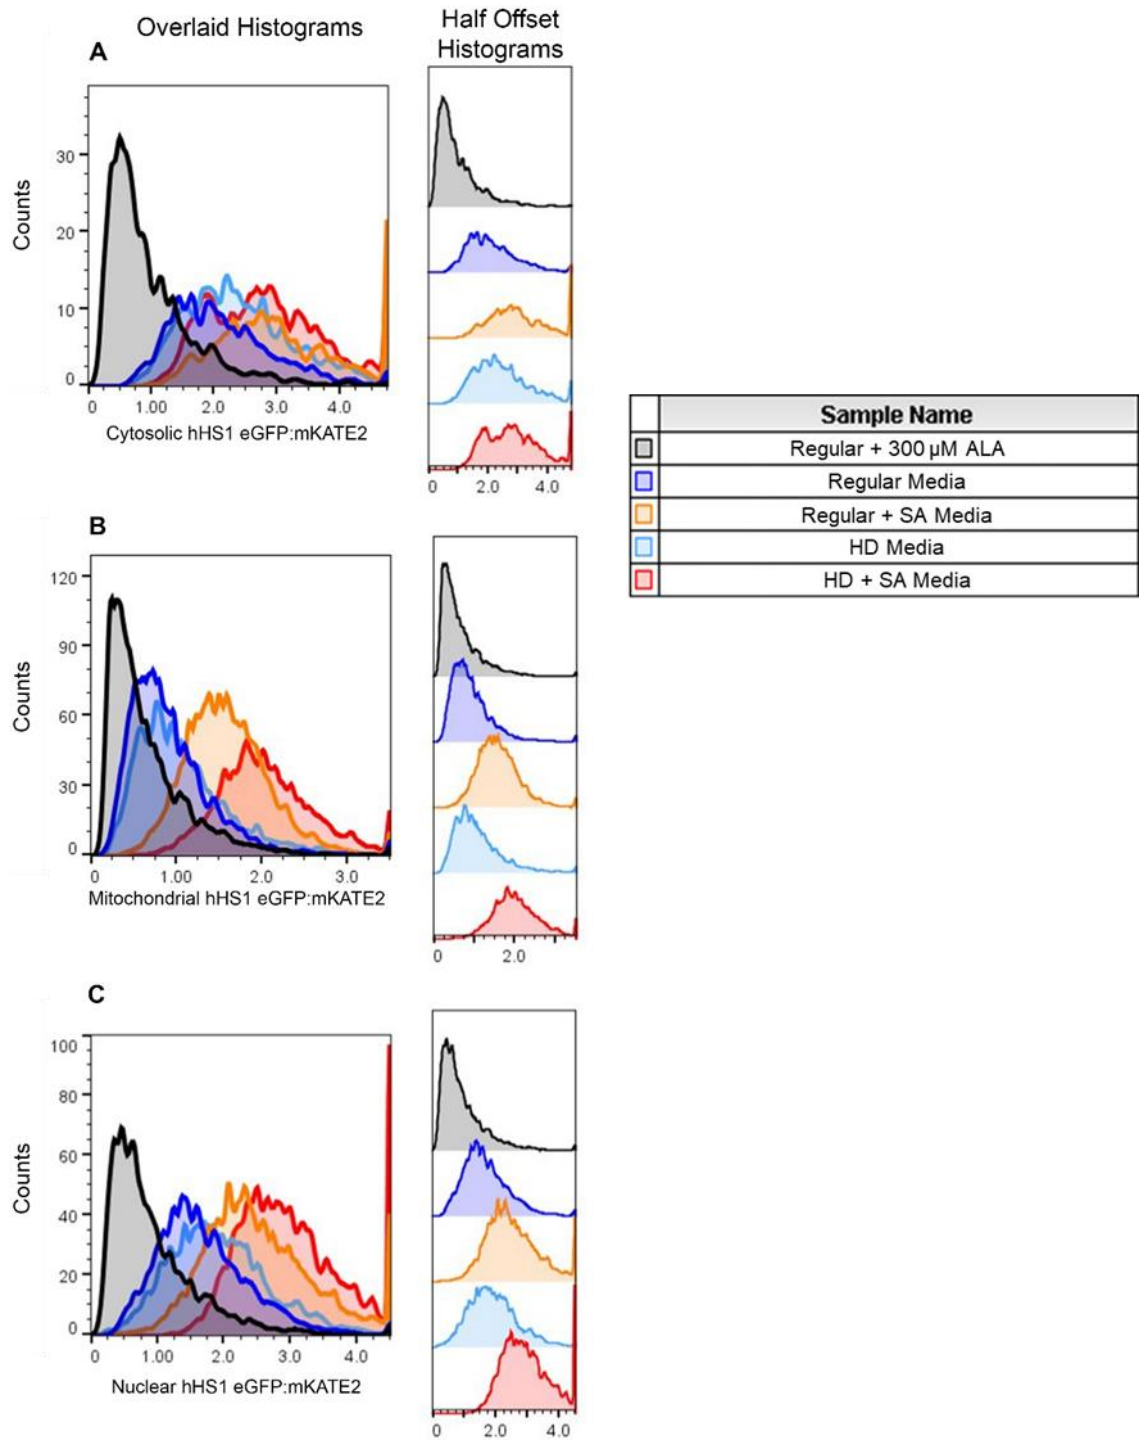 Overlaid Histograms
Half Offset
Histograms
A
Counts
30
20
10
0
0 1.00 2.0 3.0 4.0
Cytosolic hHS1 eGFP:mKATE2
0 2.0 4.0
Sample Name
Regular + 300 µM ALA
Regular Media
Regular + SA Media
HD Media
HD + SA Media
B
Counts
120
90
60
30
0
0 1.00 2.0 3.0
Mitochondrial hHS1 eGFP:mKATE2
0 2.0
C
Counts
100
80
60
40
20
0
0 1.00 2.0 3.0 4.0
Nuclear hHS1 eGFP:mKATE2
0 2.0 4.0